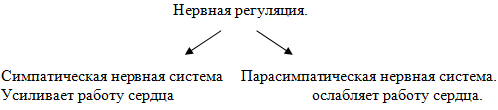 Нервная регуляция.
Симпатическая нервная система Парасимпатическая нервная система.
Усиливает работу сердца ослабляет работу сердца.